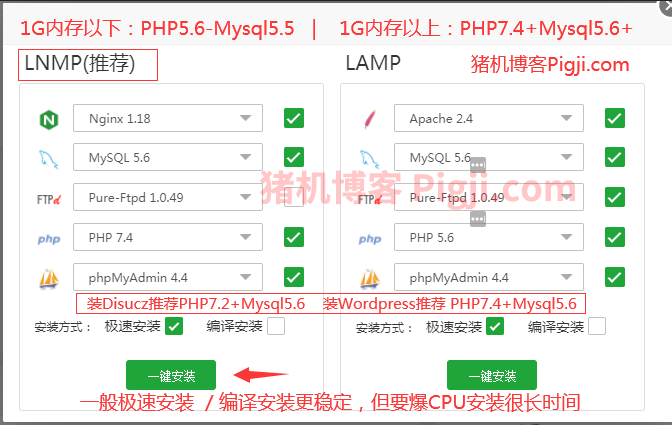 1G内存以下：PHP5.6-Mysql5.5 | 1G内存以上：PHP7.4+Mysql5.6+
LNMP(推荐)
LAMP
猪机博客Pigji.com
Nginx 1.18
Apache 2.4
MySQL 5.6
MySQL 5.6
猪机博客 Pigji.com
FTPd Pure-Ftpd 1.0.49
FTPd Pure-Ftpd 1.0.49
php PHP 7.4
php PHP 5.6
phpMyAdmin 4.4
phpMyAdmin 4.4
装Disucz推荐PHP7.2+Mysql5.6 装Wordpress推荐 PHP7.4+Mysql5.6
安装方式： 极速安装 编译安装
安装方式： 极速安装 编译安装
一键安装
一键安装
一般极速安装 / 编译安装更稳定，但要爆CPU安装很长时间